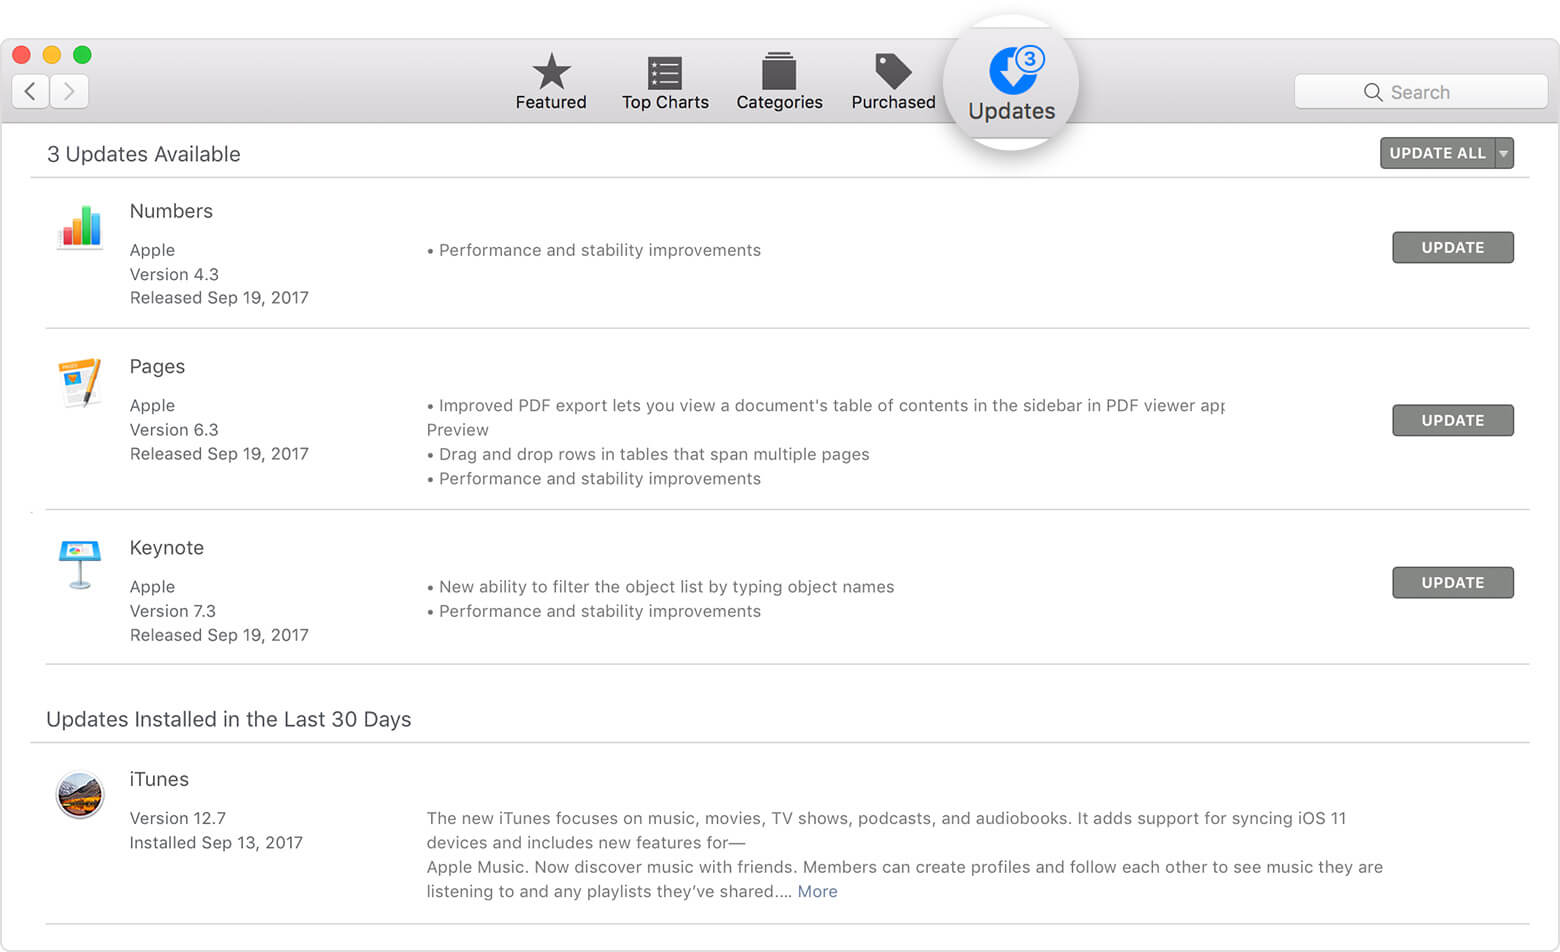 Featured
Top Charts
Categories
Purchased
3
Updates
Search
3 Updates Available
UPDATE ALL
Numbers
Apple
Version 4.3
Released Sep 19, 2017
• Performance and stability improvements
UPDATE
Pages
Apple
Version 6.3
Released Sep 19, 2017
• Improved PDF export lets you view a document's table of contents in the sidebar in PDF viewer app
Preview
• Drag and drop rows in tables that span multiple pages
• Performance and stability improvements
UPDATE
Keynote
Apple
Version 7.3
Released Sep 19, 2017
• New ability to filter the object list by typing object names
• Performance and stability improvements
UPDATE
Updates Installed in the Last 30 Days
iTunes
Version 12.7
Installed Sep 13, 2017
The new iTunes focuses on music, movies, TV shows, podcasts, and audiobooks. It adds support for syncing iOS 11
devices and includes new features for—
Apple Music. Now discover music with friends. Members can create profiles and follow each other to see music they are
listening to and any playlists they’ve shared.... More